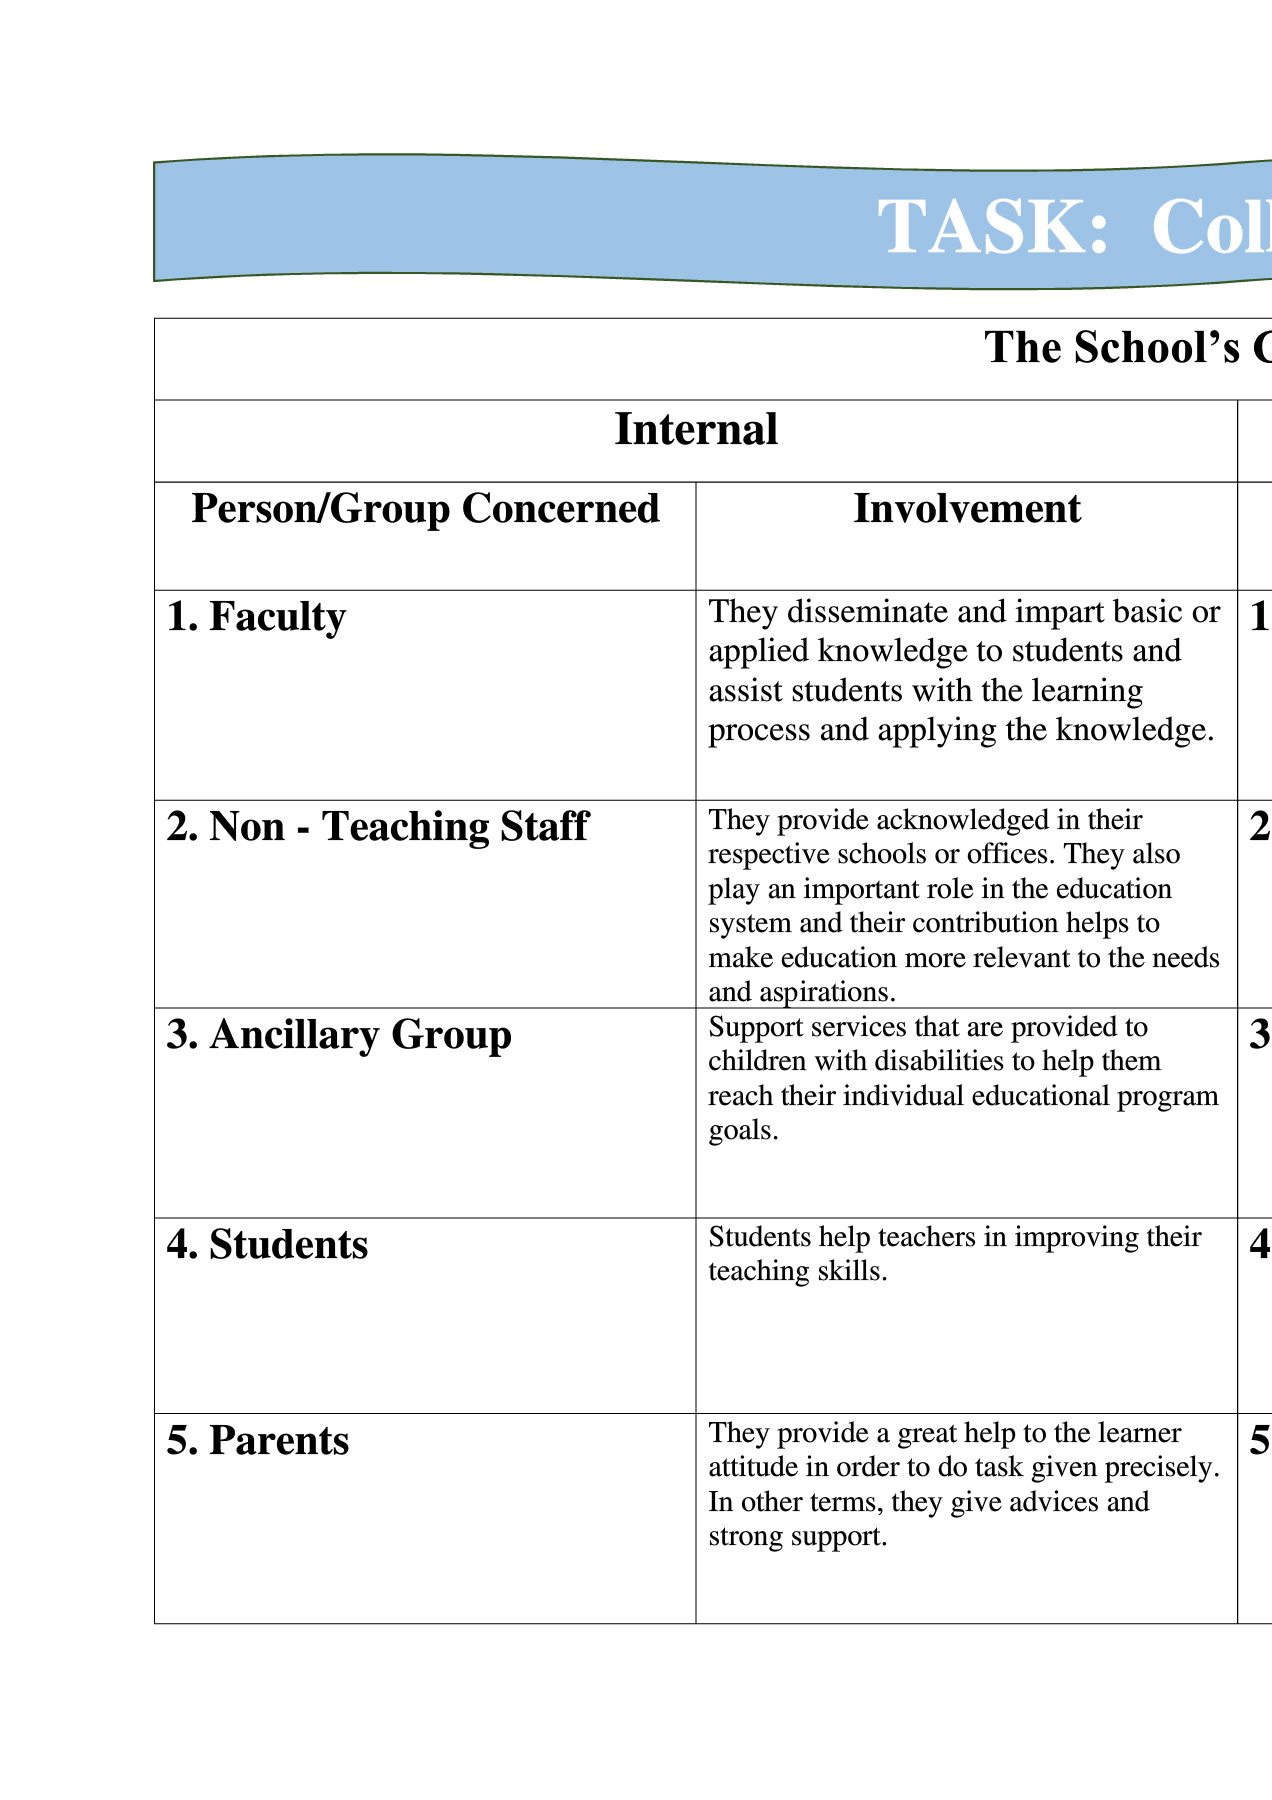 TASK: Coll
The School's C
Internal
Person/Group Concerned
Involvement
1. Faculty
They disseminate and impart basic or
applied knowledge to students and
assist students with the learning
process and applying the knowledge.
1
2. Non - Teaching Staff
They provide acknowledged in their
respective schools or offices. They also
play an important role in the education
system and their contribution helps to
make education more relevant to the needs
and aspirations.
2
3. Ancillary Group
Support services that are provided to
children with disabilities to help them
reach their individual educational program
goals.
3
4. Students
Students help teachers in improving their
teaching skills.
4
5. Parents
They provide a great help to the learner
attitude in order to do task given precisely.
In other terms, they give advices and
strong support.
5